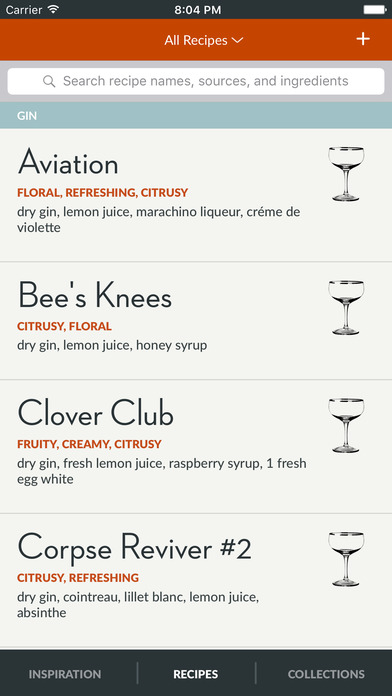 Carrier 8:04 PM
All Recipes
+
Search recipe names, sources, and ingredients
GIN
Aviation
FLORAL, REFRESHING, CITRUSY
dry gin, lemon juice, marachino liqueur, créme de
violette
Bee's Knees
CITRUSY, FLORAL
dry gin, lemon juice, honey syrup
Clover Club
FRUITY, CREAMY, CITRUSY
dry gin, fresh lemon juice, raspberry syrup, 1 fresh
egg white
Corpse Reviver #2
CITRUSY, REFRESHING
dry gin, cointreau, lillet blanc, lemon juice,
absinthe
INSPIRATION RECIPES COLLECTIONS